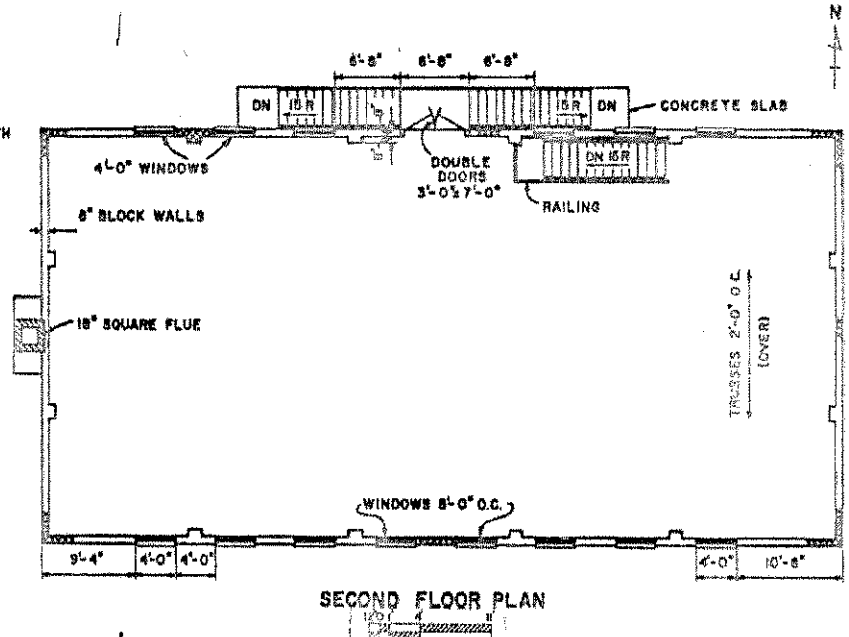 N
6'-8" 6'-8" 6'-8"
DN 15R 15R DN CONCRETE SLAB
TH
4'-0" WINDOWS
DOUBLE
DOORS
3'-0" x 7'-0"
DN 15R
RAILING
8" BLOCK WALLS
18" SQUARE FLUE
TRUSSES 2'-0" O.C.
(OVER)
WINDOWS 8'-0" O.C.
9'-4" 4'-0" 4'-0" 4'-0" 10'-8"
SECOND FLOOR PLAN